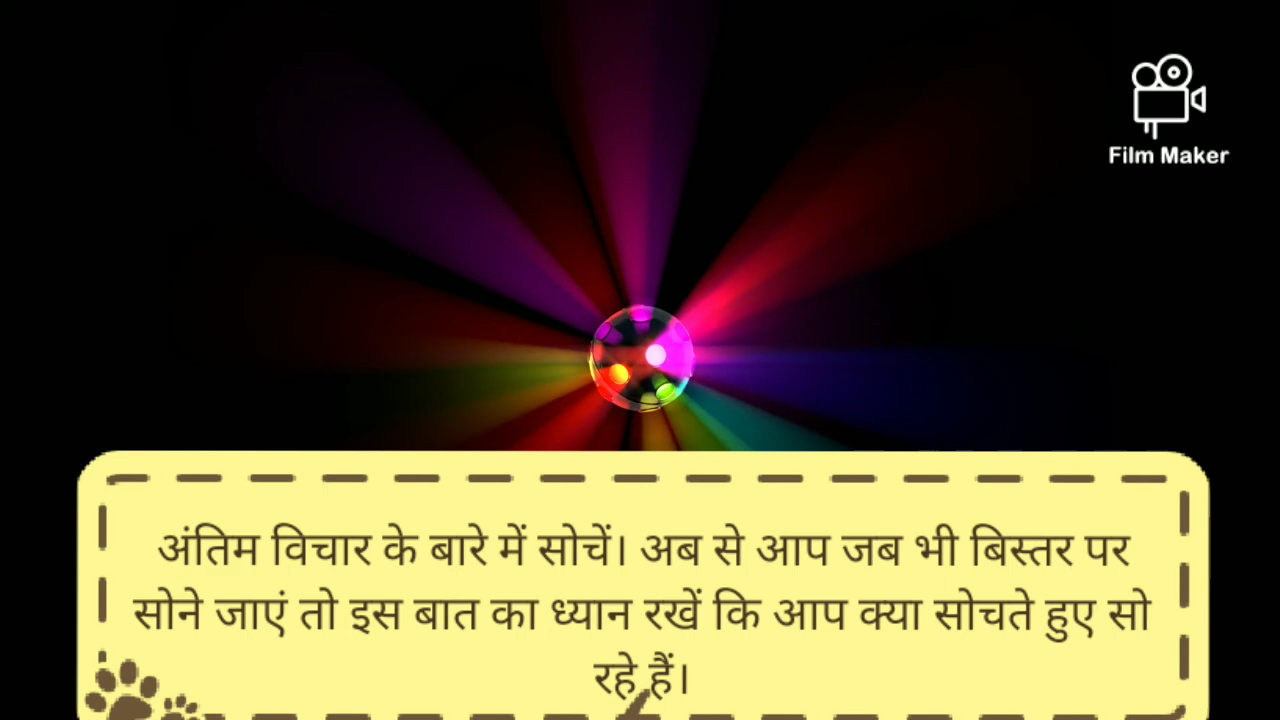 Film Maker
अंतिम विचार के बारे में सोचें। अब से आप जब भी बिस्तर पर
सोने जाएं तो इस बात का ध्यान रखें कि आप क्या सोचते हुए सो
रहे हैं।